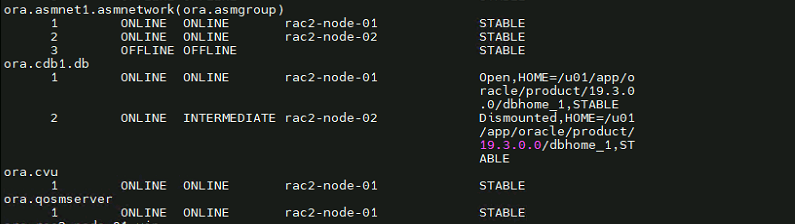 STABLE
ora.asmnet1.asmnetwork(ora.asmgroup)
1 ONLINE ONLINE rac2-node-01 STABLE
2 ONLINE ONLINE rac2-node-02 STABLE
3 OFFLINE OFFLINE STABLE
ora.cdb1.db
1 ONLINE ONLINE rac2-node-01 Open,HOME=/u01/app/o
racle/product/19.3.0
.0/dbhome_1,STABLE
2 ONLINE INTERMEDIATE rac2-node-02 Dismounted,HOME=/u01
/app/oracle/product/
19.3.0.0/dbhome_1,ST
ABLE
ora.cvu
1 ONLINE ONLINE rac2-node-01 STABLE
ora.qosmserver
1 ONLINE ONLINE rac2-node-01 STABLE